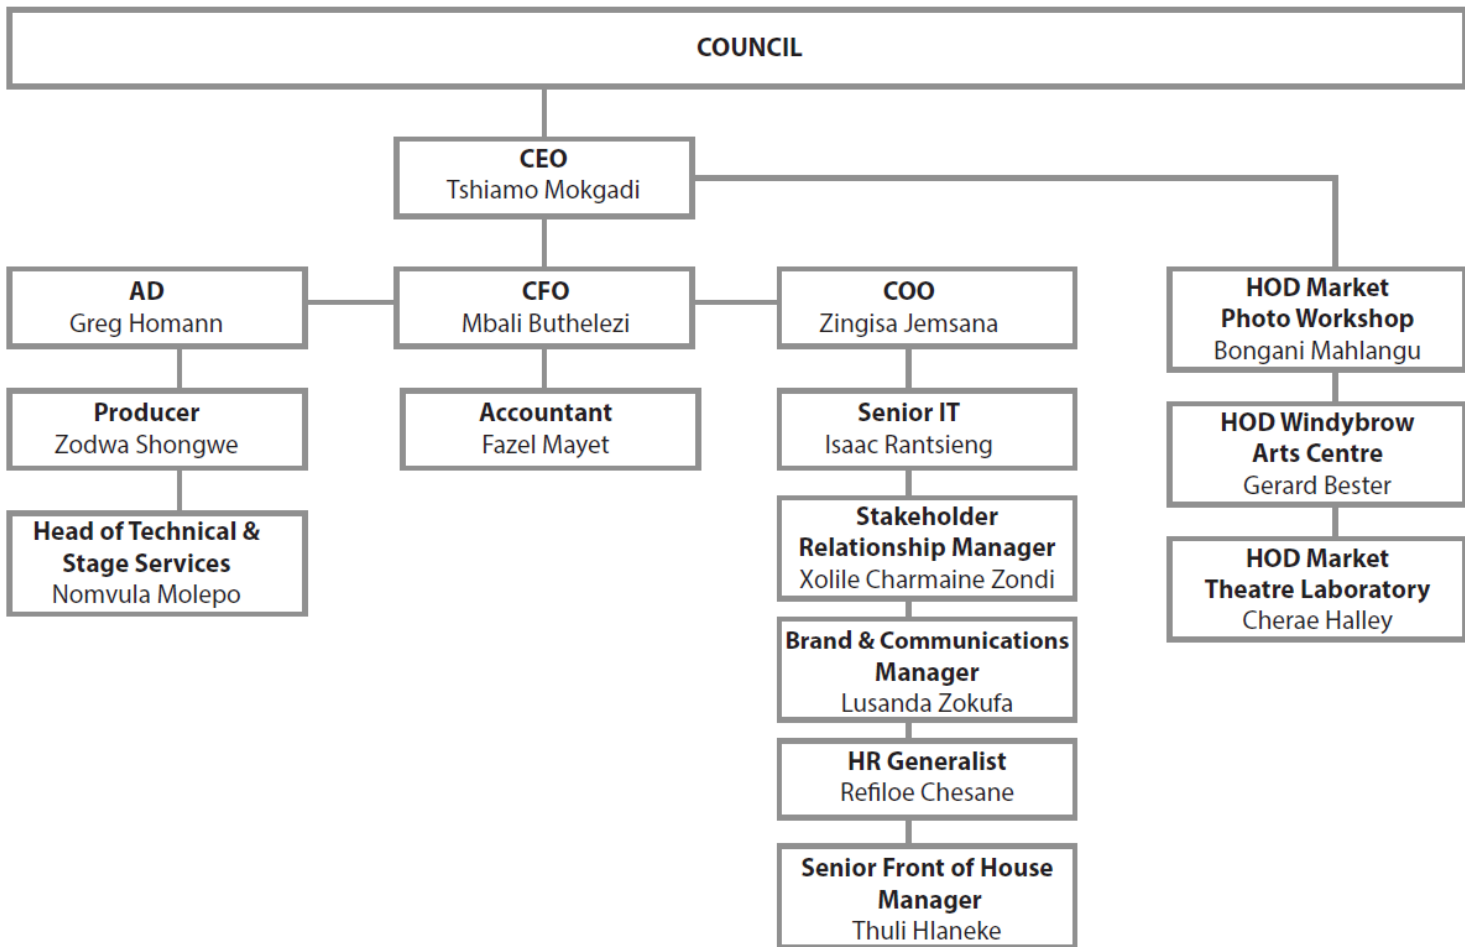 COUNCIL
CEO
Tshiamo Mokgadi
AD
Greg Homann
CFO
Mbali Buthelezi
COO
Zingisa Jemsana
HOD Market
Photo Workshop
Bongani Mahlangu
Producer
Zodwa Shongwe
Accountant
Fazel Mayet
Senior IT
Isaac Rantsieng
HOD Windybrow
Arts Centre
Gerard Bester
Head of Technical &
Stage Services
Nomvula Molepo
Stakeholder
Relationship Manager
Xolile Charmaine Zondi
HOD Market
Theatre Laboratory
Cherae Halley
Brand & Communications
Manager
Lusanda Zokufa
HR Generalist
Refiloe Chesane
Senior Front of House
Manager
Thuli Hlaneke